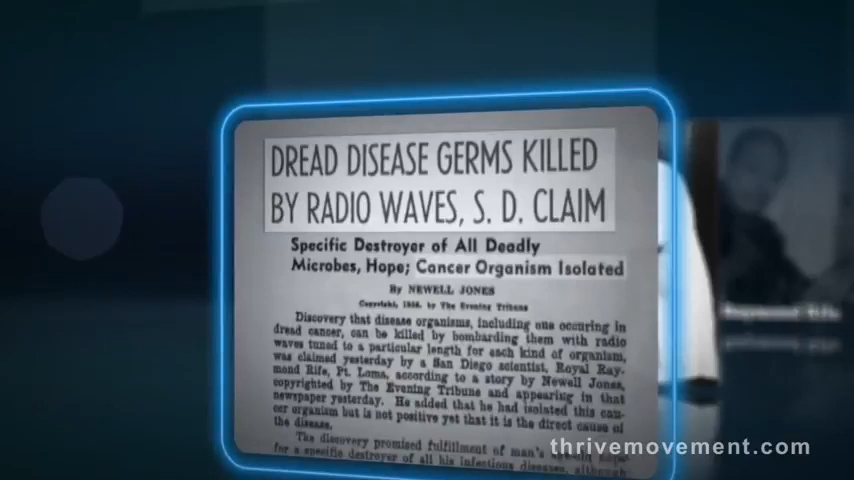 DREAD DISEASE GERMS KILLED
BY RADIO WAVES, S. D. CLAIM
Specific Destroyer of All Deadly
Microbes, Hope; Cancer Organism Isolated
By NEWELL JONES
by The Evening Tribune
Discovery that disease organisms, including one occuring in
dread cancer, can be killed by bombarding them with radio
waves tuned to a particular length for each kind of organism,
was claimed yesterday by a San Diego scientist, Royal Ray-
mond Rife, Pt. Loma, according to a story by Newell Jones,
copyrighted by The Evening Tribune and appearing in that
newspaper yesterday. He added that he had isolated this can-
cer organism but is not positive yet that it is the direct cause of
the disease.
The discovery promised fulfillment of man's
for a specific destroyer of all his infectious diseases, although
thrivemovement.com